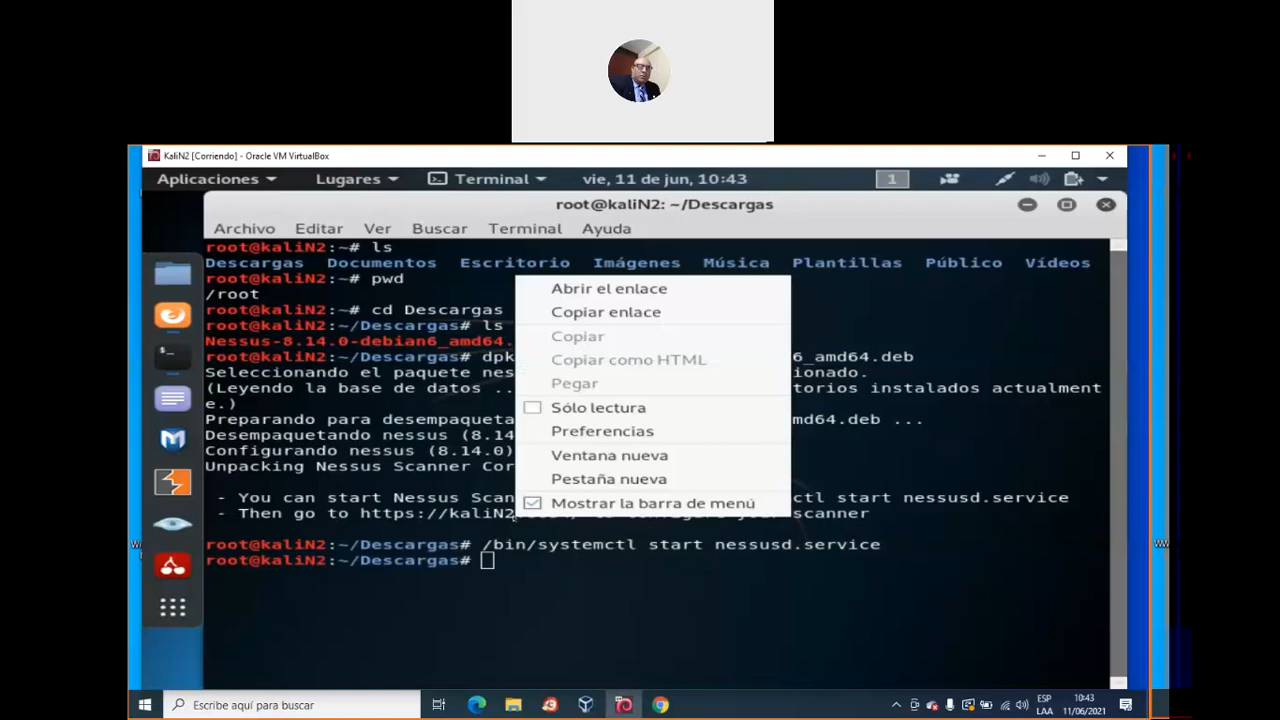 KaliN2 [Corriendo] - Oracle VM VirtualBox
Aplicaciones Lugares Terminal vie, 11 de jun, 10:43 1
root@kaliN2: ~/Descargas
Archivo Editar Ver Buscar Terminal Ayuda
root@kaliN2:~# ls
Descargas Documentos Escritorio Imágenes Música Plantillas Público Vídeos
root@kaliN2:~# pwd
/root
root@kaliN2:~# cd Descargas
root@kaliN2:~/Descargas# ls
Nessus-8.14.0-debian6_amd64.
root@kaliN2:~/Descargas# dpk 6_amd64.deb
Seleccionando el paquete nes ionado.
(Leyendo la base de datos .. torios instalados actualment
e.)
Preparando para desempaqueta md64.deb ...
Desempaquetando nessus (8.14
Configurando nessus (8.14.0)
Unpacking Nessus Scanner Cor
- You can start Nessus Scan ctl start nessusd.service
- Then go to https://kaliN2 configure your scanner
root@kaliN2:~/Descargas# /bin/systemctl start nessusd.service
root@kaliN2:~/Descargas#
Abrir el enlace
Copiar enlace
Copiar
Copiar como HTML
Pegar
Sólo lectura
Preferencias
Ventana nueva
Pestaña nueva
Mostrar la barra de menú
Escribe aquí para buscar
ESP
LAA
10:43
11/06/2021